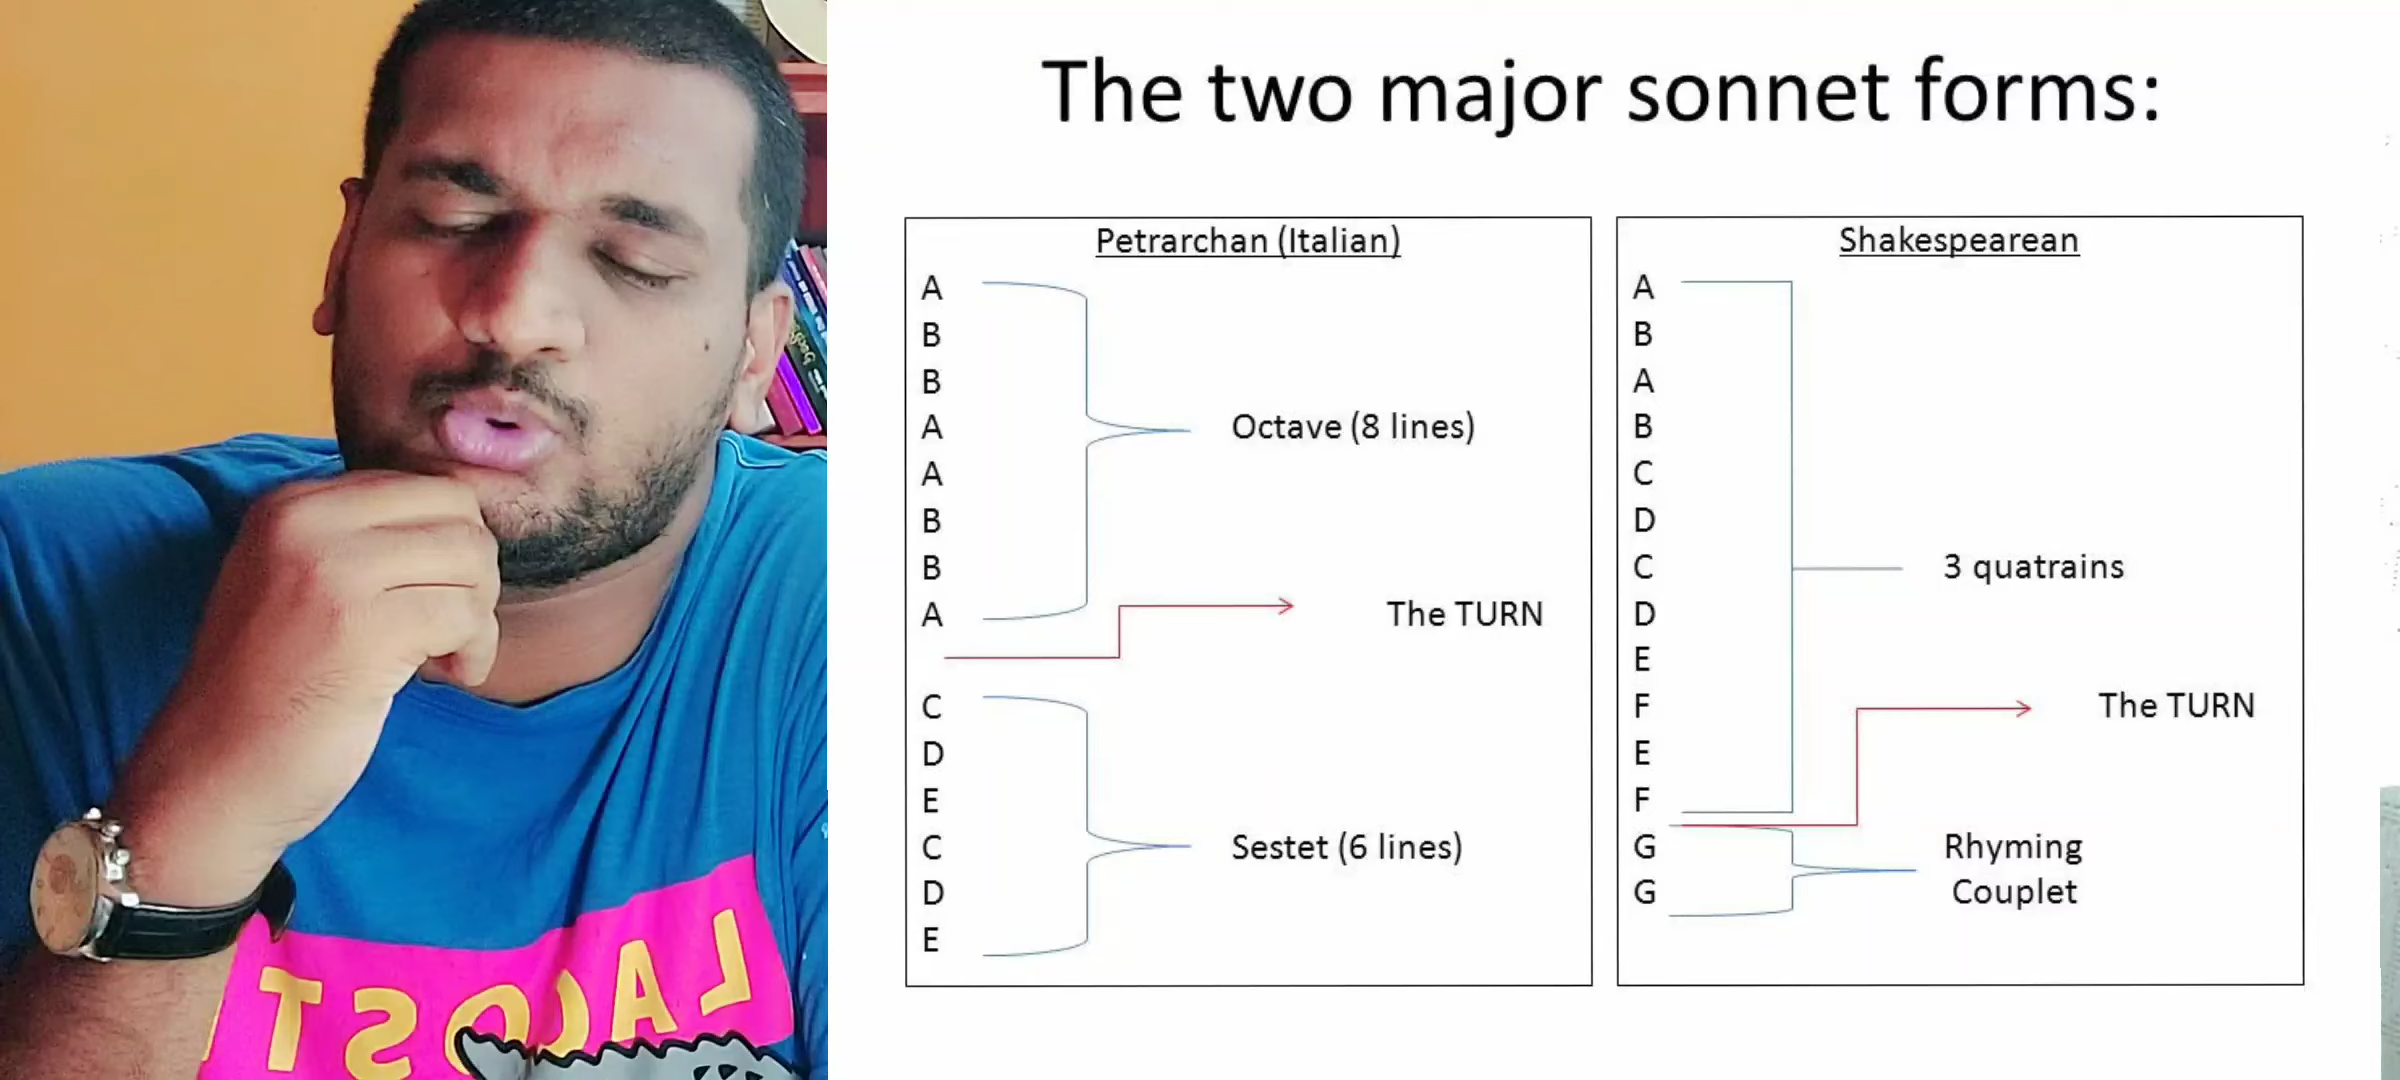 The two major sonnet forms:
Petrarchan (Italian)
A
B
B
A
A
B
B
A
Octave (8 lines)
The TURN
C
D
E
C
D
E
Sestet (6 lines)
Shakespearean
A
B
A
B
C
D
C
D
E
F
E
F
G
G
3 quatrains
The TURN
Rhyming
Couplet
LACOST